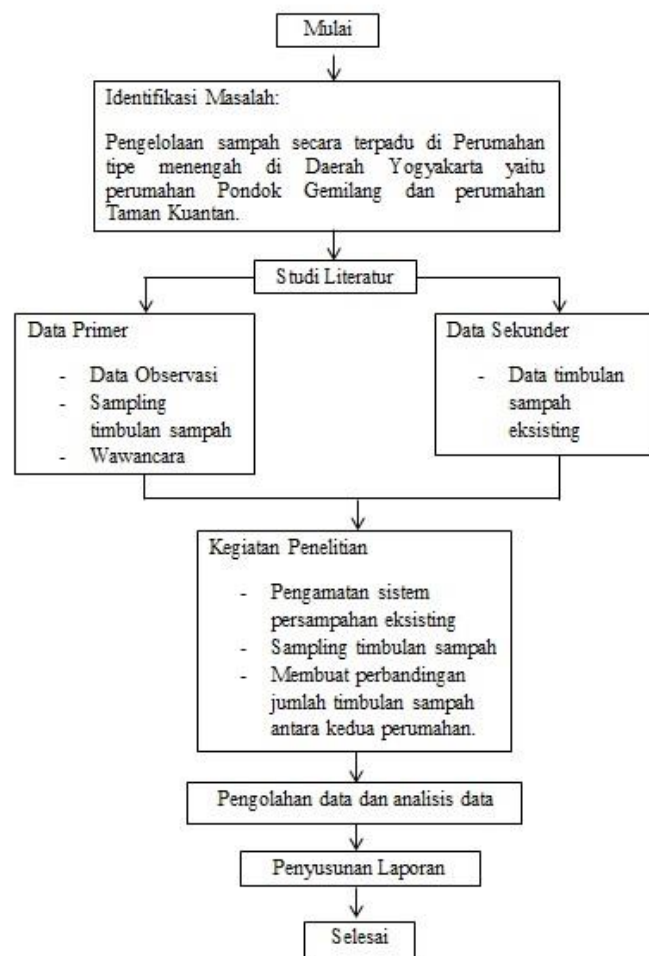 Mulai
Identifikasi Masalah:
Pengelolaan sampah secara terpadu di Perumahan
tipe menengah di Daerah Yogyakarta yaitu
perumahan Pondok Gemilang dan perumahan
Taman Kuantan.
Studi Literatur
Data Primer
- Data Observasi
- Sampling
timbulan sampah
- Wawancara
Data Sekunder
- Data timbulan
sampah
eksisting
Kegiatan Penelitian
- Pengamatan sistem
persampahan eksisting
- Sampling timbulan sampah
- Membuat perbandingan
jumlah timbulan sampah
antara kedua perumahan.
Pengolahan data dan analisis data
Penyusunan Laporan
Selesai